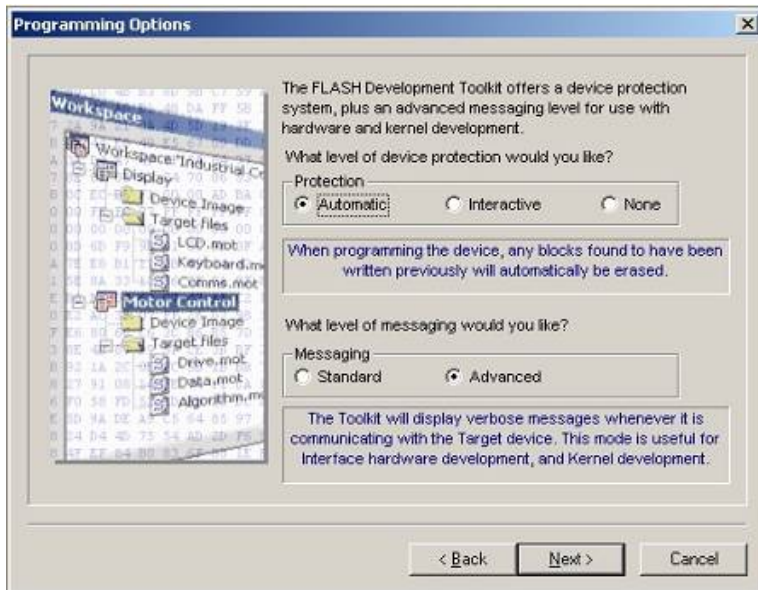 Programming Options
The FLASH Development Toolkit offers a device protection
system, plus an advanced messaging level for use with
hardware and kernel development.
What level of device protection would you like?
Protection
Automatic Interactive None
When programming the device, any blocks found to have been
written previously will automatically be erased.
What level of messaging would you like?
Messaging
Standard Advanced
The Toolkit will display verbose messages whenever it is
communicating with the Target device. This mode is useful for
Interface hardware development, and Kernel development.
Workspace
Workspace "Industrial Co
Display
Device Image
Target files
LCD.mot
Keyboard.m
Comms.mot
Motor Control
Device Image
Target files
Drive.mot
Data.mot
Algorithm.m
< Back Next > Cancel